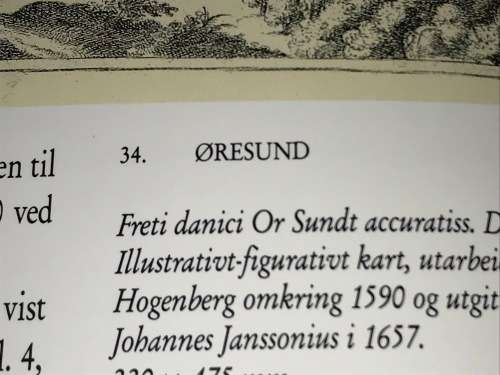 en til
ved
vist
l. 4,
34. ØRESUND
Freti danici Or Sundt accuratiss. D
Illustrativt-figurativt kart, utarbei
Hogenberg omkring 1590 og utgit
Johannes Janssonius i 1657.